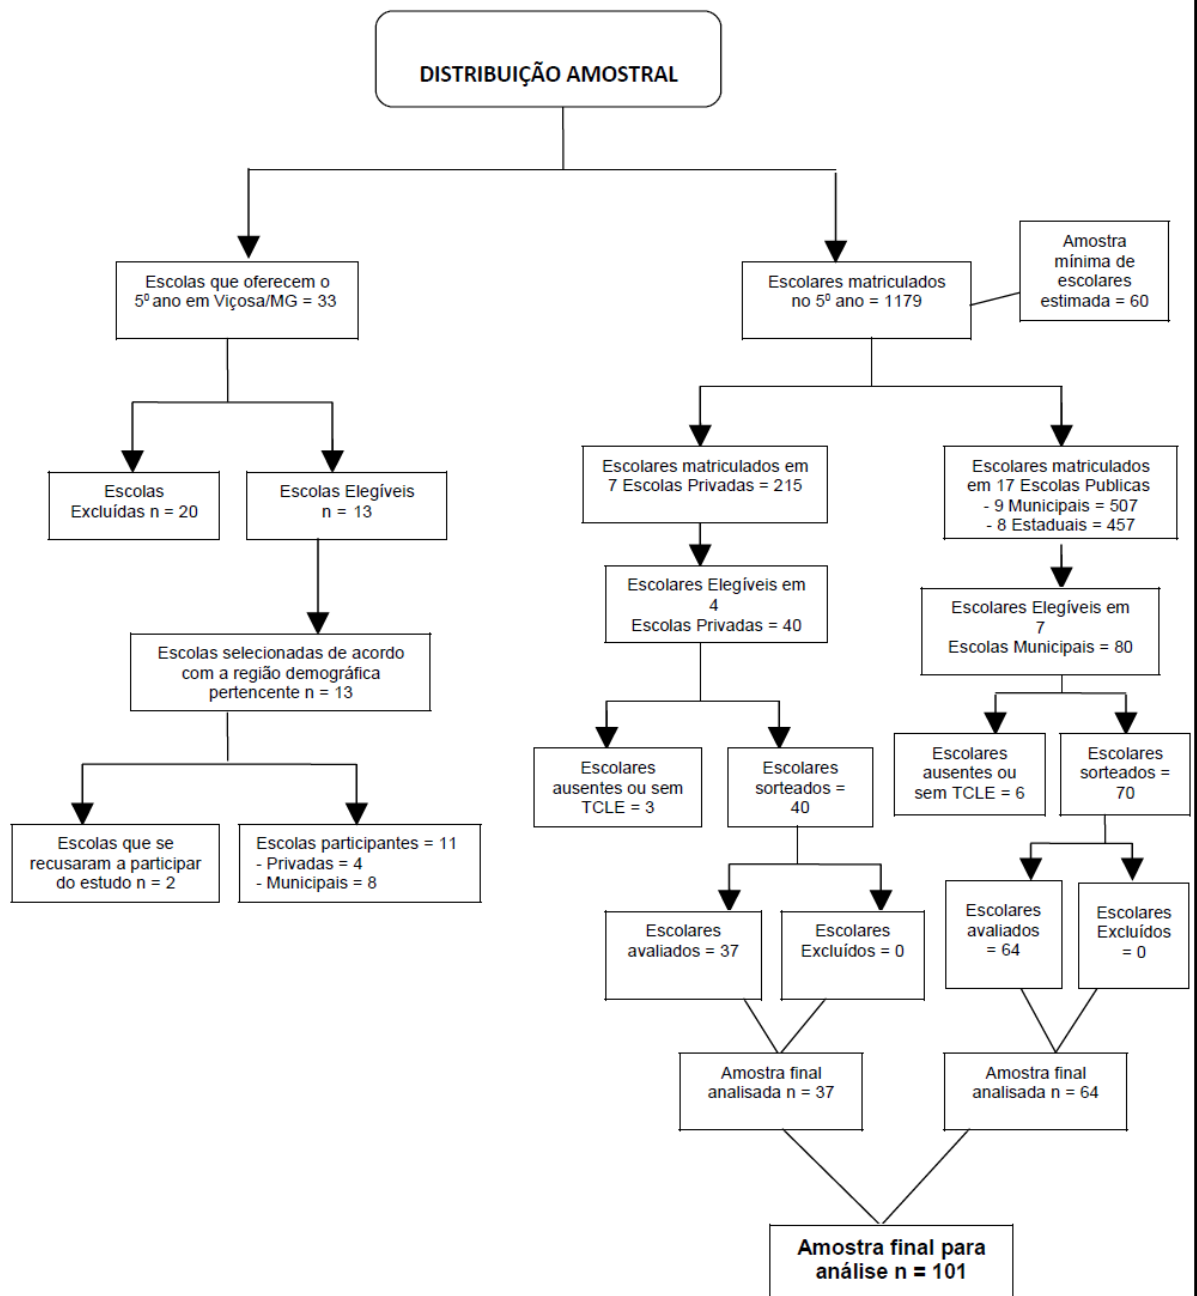 DISTRIBUIÇÃO AMOSTRAL
Escolas que oferecem o
5º ano em Viçosa/MG = 33
Escolares matriculados
no 5º ano = 1179
Amostra
mínima de
escolares
estimada = 60
Escolas
Excluídas n = 20
Escolas Elegíveis
n = 13
Escolas selecionadas de acordo
com a região demográfica
pertencente n = 13
Escolas que se
recusaram a participar
do estudo n = 2
Escolas participantes = 11
- Privadas = 4
- Municipais = 8
Escolares matriculados em
7 Escolas Privadas = 215
Escolares matriculados
em 17 Escolas Publicas
- 9 Municipais = 507
- 8 Estaduais = 457
Escolares Elegíveis em
4
Escolas Privadas = 40
Escolares Elegíveis em
7
Escolas Municipais = 80
Escolares
ausentes ou sem
TCLE = 3
Escolares
sorteados =
40
Escolares
ausentes ou
sem TCLE = 6
Escolares
sorteados =
70
Escolares
avaliados = 37
Escolares
Excluídos = 0
Escolares
avaliados
= 64
Escolares
Excluídos
= 0
Amostra final
analisada n = 37
Amostra final
analisada n = 64
Amostra final para
análise n = 101